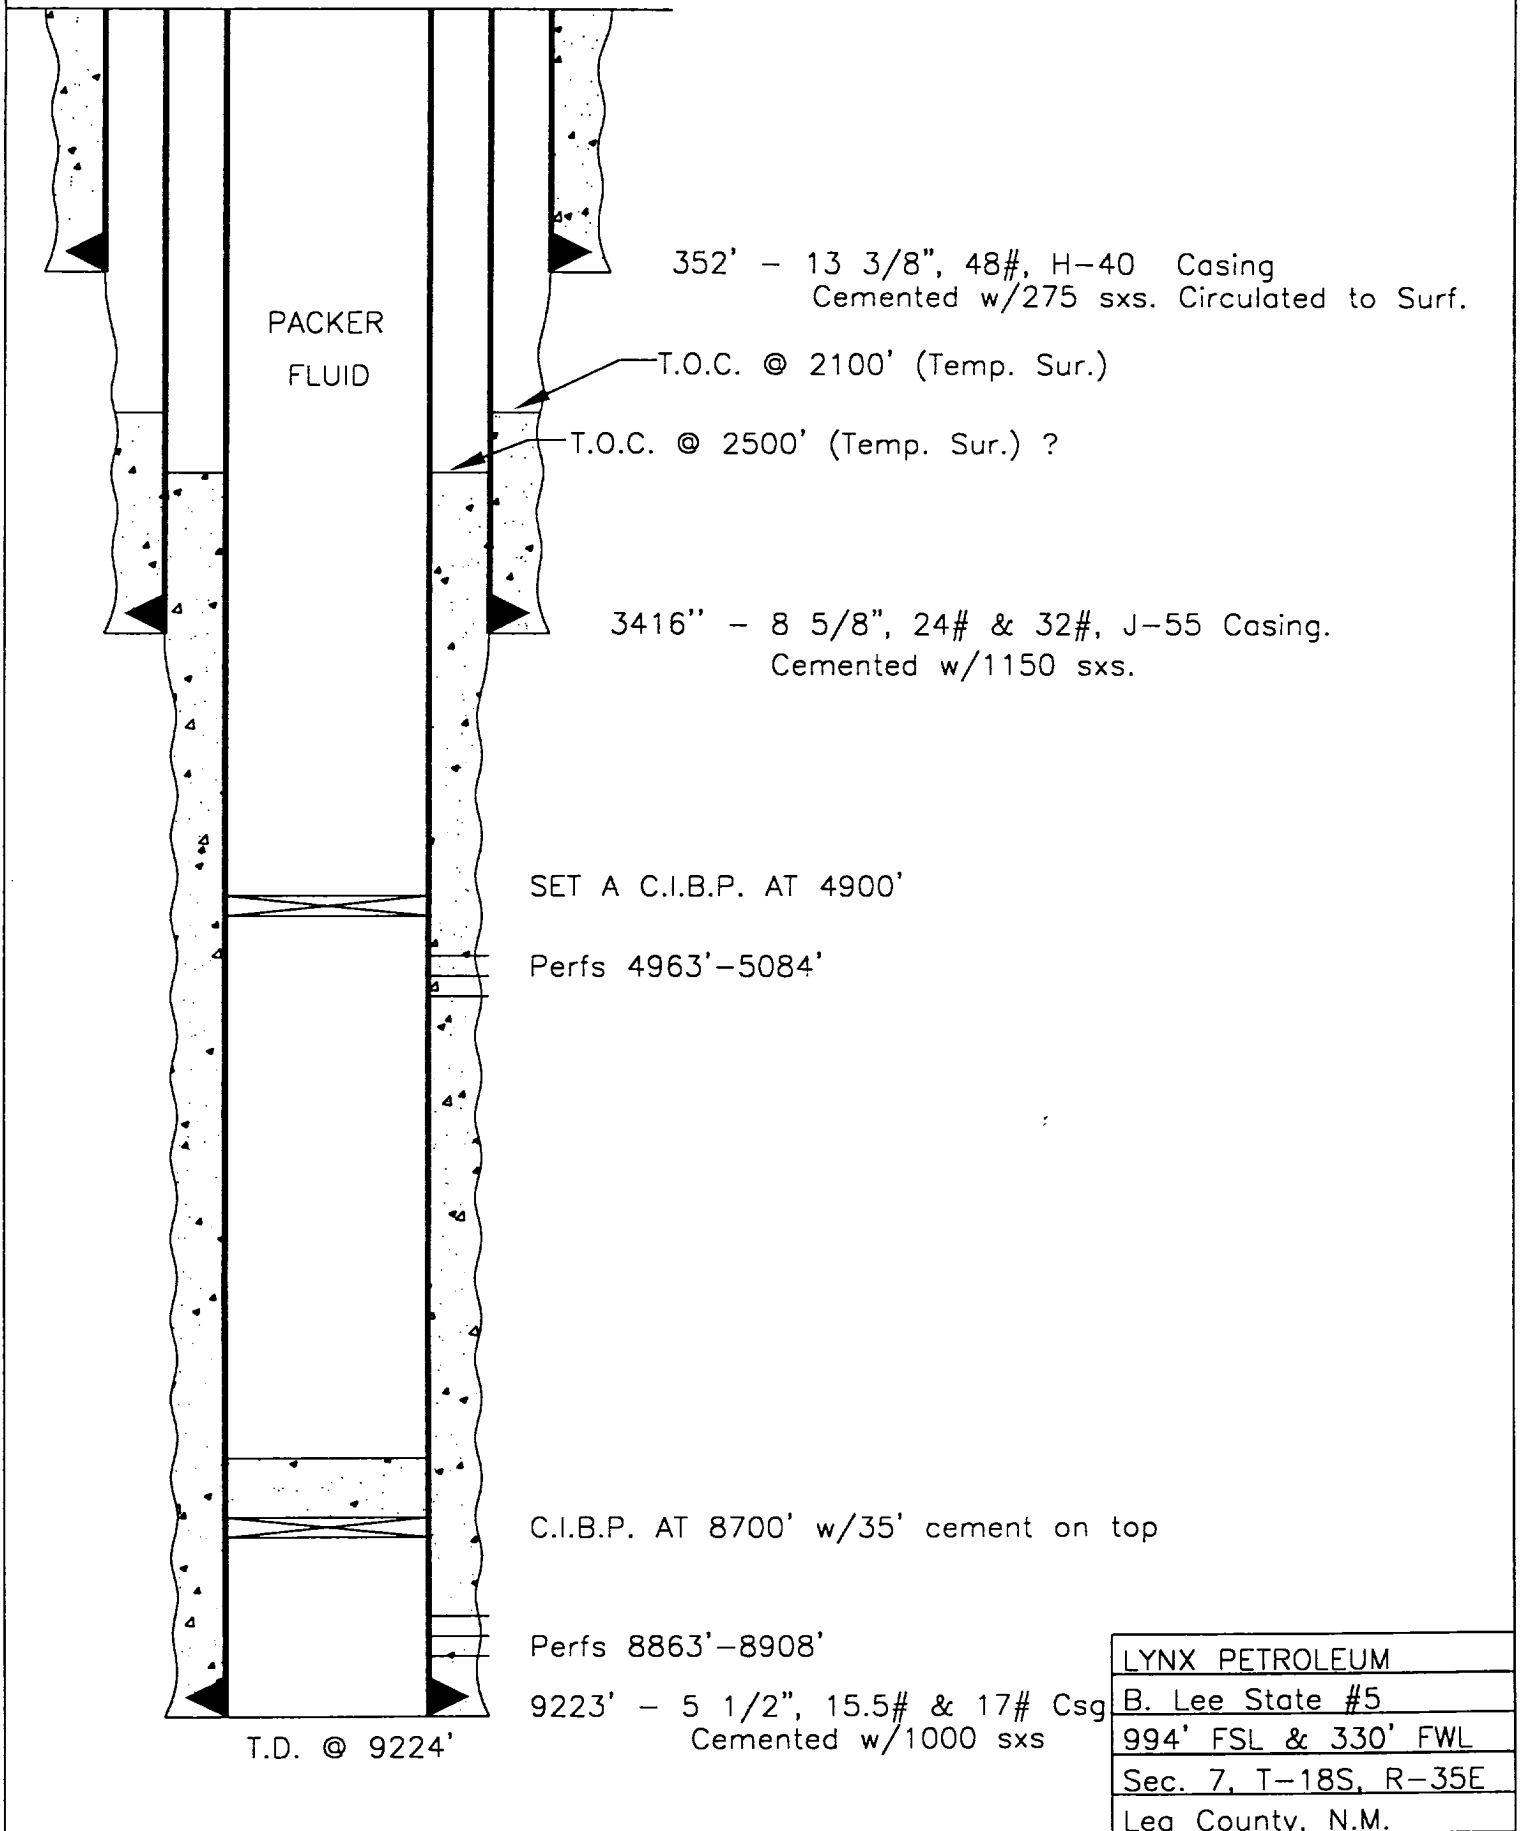 352' - 13 3/8", 48#, H-40 Casing
Cemented w/275 sxs. Circulated to Surf.
PACKER
FLUID
T.O.C. @ 2100' (Temp. Sur.)
T.O.C. @ 2500' (Temp. Sur.) ?
3416'' - 8 5/8", 24# & 32#, J-55 Casing.
Cemented w/1150 sxs.
SET A C.I.B.P. AT 4900'
Perfs 4963'-5084'
C.I.B.P. AT 8700' w/35' cement on top
Perfs 8863'-8908'
9223' - 5 1/2", 15.5# & 17# Csg
Cemented w/1000 sxs
T.D. @ 9224'
LYNX PETROLEUM
B. Lee State #5
994' FSL & 330' FWL
Sec. 7, T-18S, R-35E
Lea County, N.M.